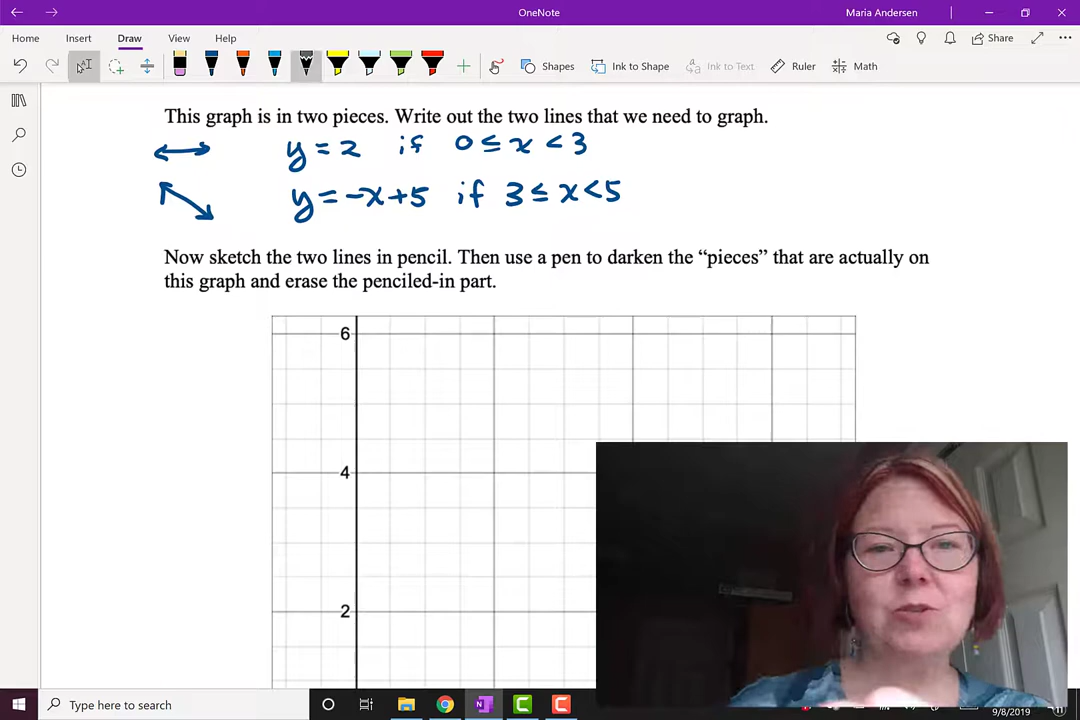 OneNote
Maria Andersen
Home Insert Draw View Help
Share
Shapes
Ink to Shape
Ink to Text
Ruler
Math
This graph is in two pieces. Write out the two lines that we need to graph.
y = 2 if 0 ≤ x < 3
y = -x+5 if 3 ≤ x < 5
Now sketch the two lines in pencil. Then use a pen to darken the “pieces” that are actually on
this graph and erase the penciled-in part.
6
4
2
Type here to search
9/8/2019